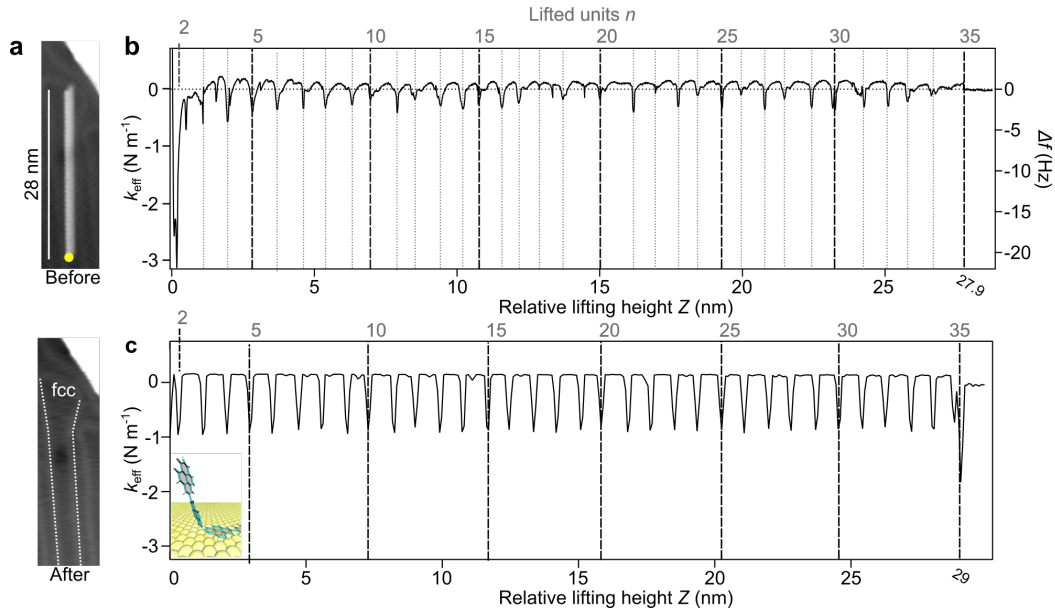 Lifted units n
a
b
2 5 10 15 20 25 30 35
28 nm
Before
k_eff (N m⁻¹)
0
-1
-2
-3
Δf (Hz)
0
-5
-10
-15
-20
0 5 10 15 20 25 27.9
Relative lifting height Z (nm)
fcc
After
c
2 5 10 15 20 25 30 35
k_eff (N m⁻¹)
0
-1
-2
-3
0 5 10 15 20 25 29
Relative lifting height Z (nm)